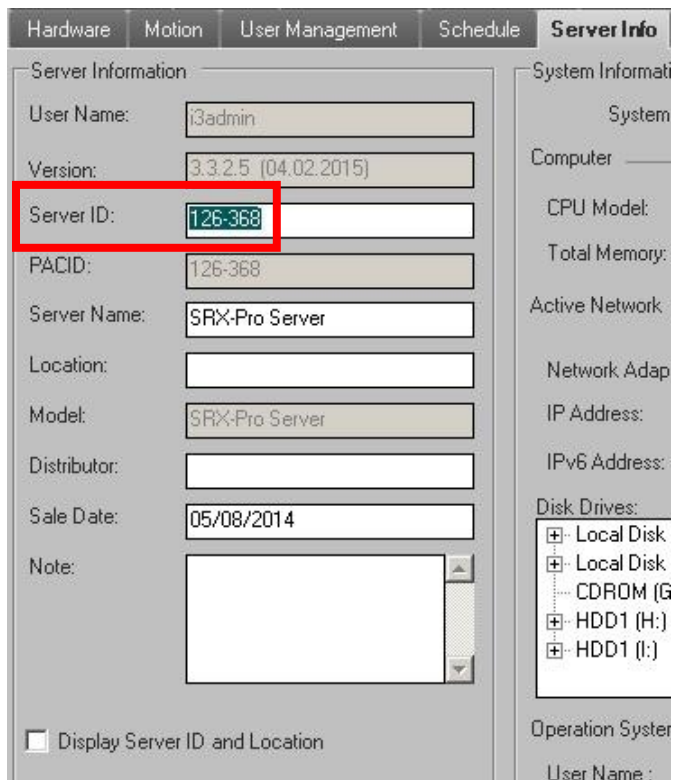 Hardware Motion User Management Schedule Server Info
Server Information
User Name: i3admin
Version: 3.3.2.5 (04.02.2015)
Server ID: 126-368
PACID: 126-368
Server Name: SRX-Pro Server
Location:
Model: SRX-Pro Server
Distributor:
Sale Date: 05/08/2014
Note:
Display Server ID and Location
System Informati
System
Computer
CPU Model:
Total Memory:
Active Network
Network Adap
IP Address:
IPv6 Address:
Disk Drives:
Local Disk
Local Disk
CDROM (G
HDD1 (H:)
HDD1 (I:)
Operation Syster
User Name :